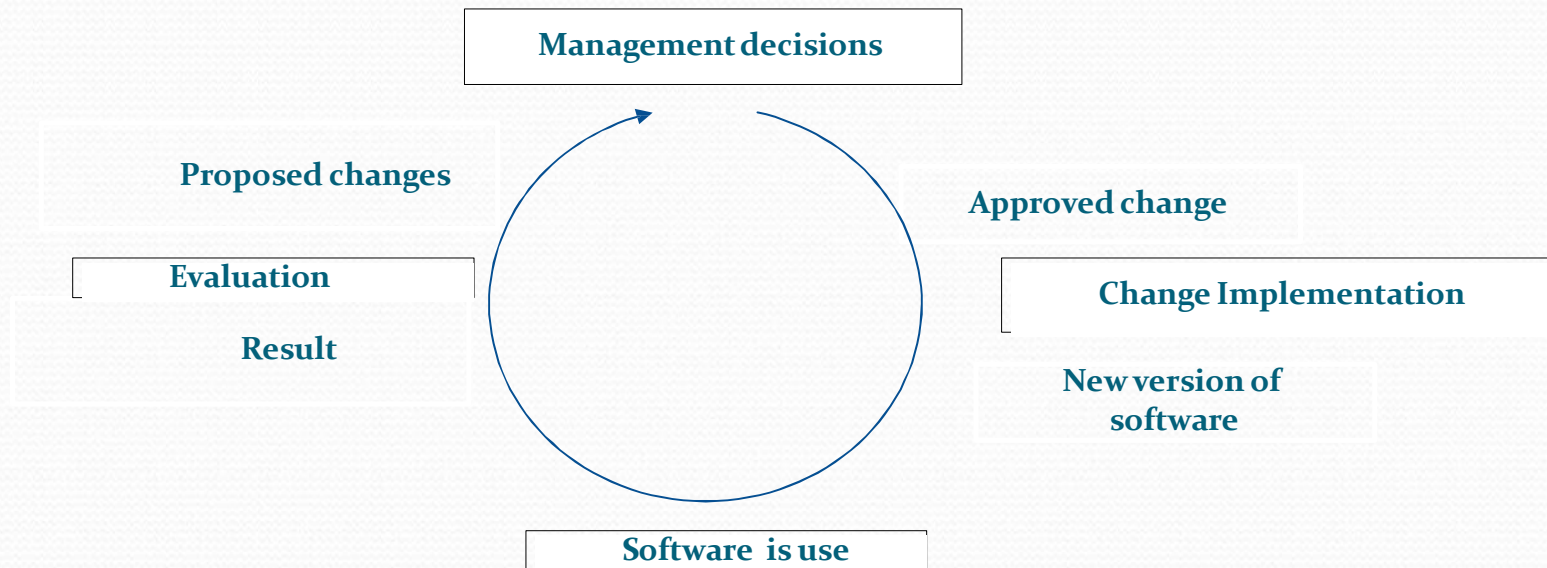 Management decisions
Proposed changes
Approved change
Evaluation
Change Implementation
Result
New version of
software
Software is use